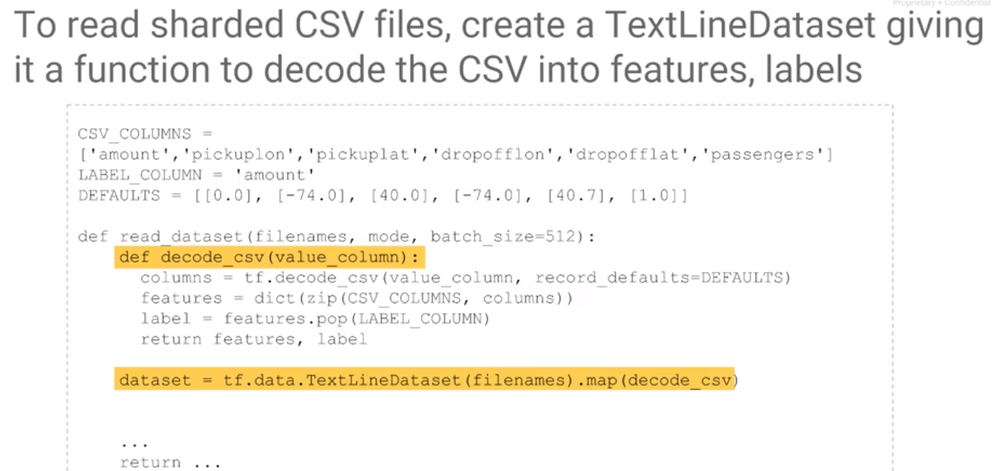 Proprietary + Confidential
To read sharded CSV files, create a TextLineDataset giving
it a function to decode the CSV into features, labels
CSV_COLUMNS =
['amount','pickuplon','pickuplat','dropofflon','dropofflat','passengers']
LABEL_COLUMN = 'amount'
DEFAULTS = [[0.0], [-74.0], [40.0], [-74.0], [40.7], [1.0]]
def read_dataset(filenames, mode, batch_size=512):
def decode_csv(value_column):
columns = tf.decode_csv(value_column, record_defaults=DEFAULTS)
features = dict(zip(CSV_COLUMNS, columns))
label = features.pop(LABEL_COLUMN)
return features, label
dataset = tf.data.TextLineDataset(filenames).map(decode_csv)
...
return ...